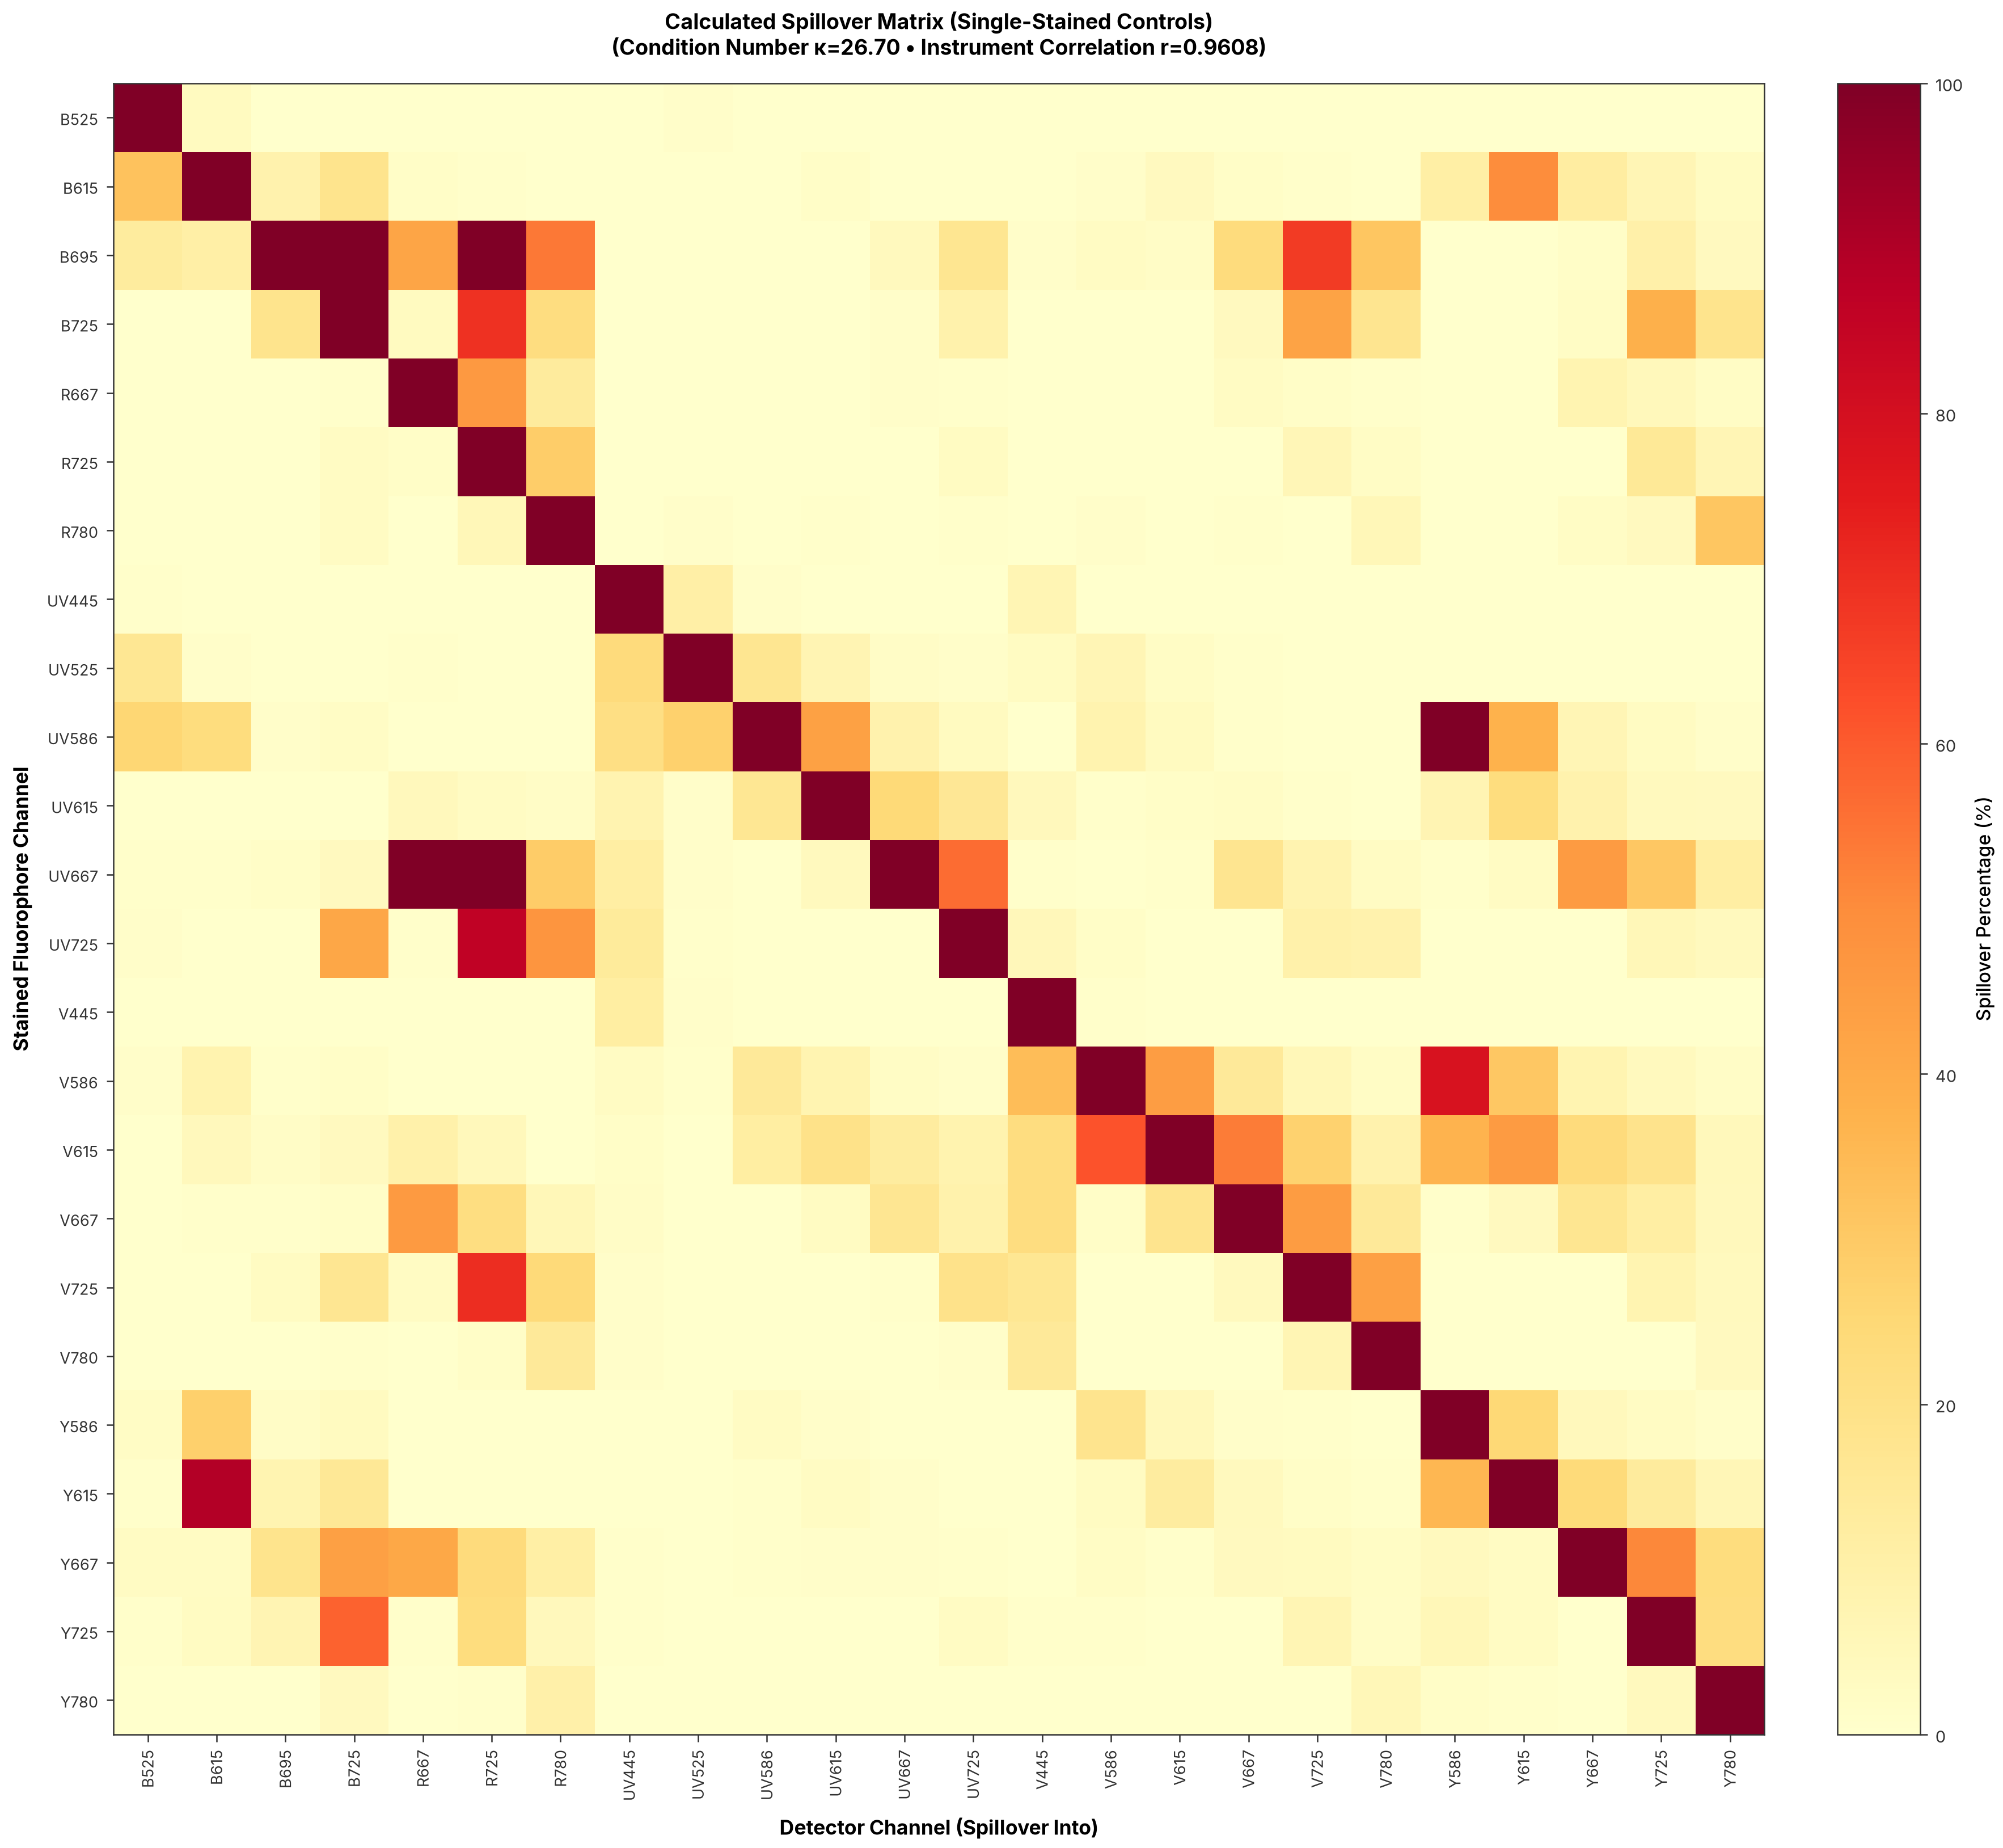 Calculated Spillover Matrix (Single-Stained Controls)
(Condition Number κ=26.70 • Instrument Correlation r=0.9608)
Stained Fluorophore Channel
B525
B615
B695
B725
R667
R725
R780
UV445
UV525
UV586
UV615
UV667
UV725
V445
V586
V615
V667
V725
V780
Y586
Y615
Y667
Y725
Y780
B525
B615
B695
B725
R667
R725
R780
UV445
UV525
UV586
UV615
UV667
UV725
V445
V586
V615
V667
V725
V780
Y586
Y615
Y667
Y725
Y780
Detector Channel (Spillover Into)
100
80
60
40
20
0
Spillover Percentage (%)